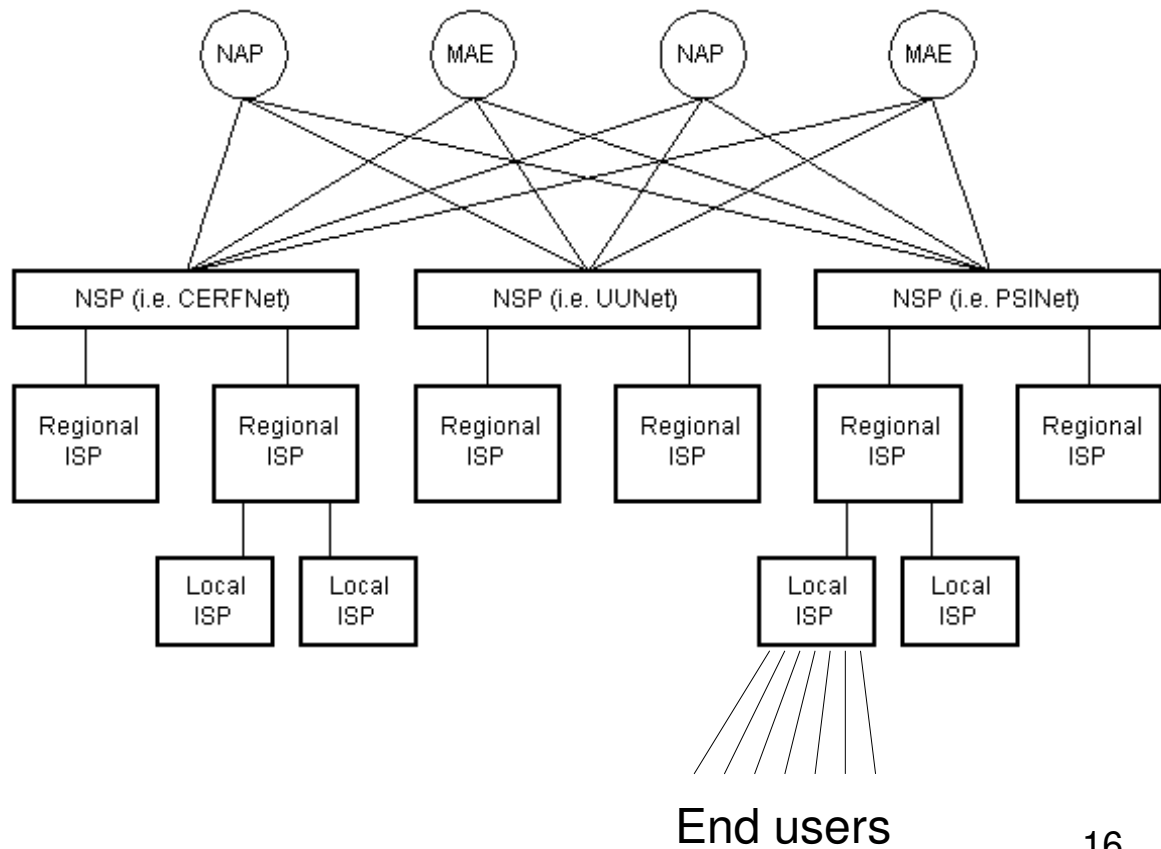 NAP
MAE
NAP
MAE
NSP (i.e. CERFNet)
NSP (i.e. UUNet)
NSP (i.e. PSINet)
Regional
ISP
Regional
ISP
Regional
ISP
Regional
ISP
Regional
ISP
Regional
ISP
Local
ISP
Local
ISP
Local
ISP
Local
ISP
End users
16